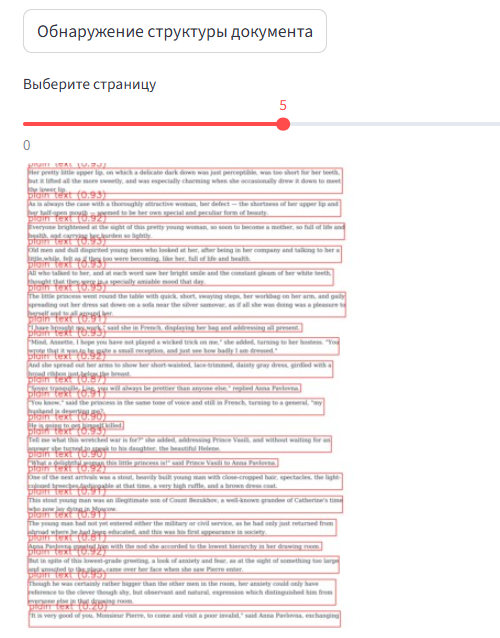 Обнаружение структуры документа
Выберите страницу
5
0
plain text (0.95)
Her pretty little upper lip, on which a delicate dark down was just perceptible, was too short for her teeth,
but it lifted all the more sweetly, and was especially charming when she occasionally drew it down to meet
the lower lip.
plain text (0.93)
As is always the case with a thoroughly attractive woman, her defect — the shortness of her upper lip and
her half-open mouth — seemed to be her own special and peculiar form of beauty.
plain text (0.92)
Everyone brightened at the sight of this pretty young woman, so soon to become a mother, so full of life and
health, and carrying her burden so lightly.
plain text (0.93)
Old men and dull dispirited young ones who looked at her, after being in her company and talking to her a
little while, felt as if they too were becoming, like her, full of life and health.
plain text (0.93)
All who talked to her, and at each word saw her bright smile and the constant gleam of her white teeth,
thought that they were in a specially amiable mood that day.
plain text (0.95)
The little princess went round the table with quick, short, swaying steps, her workbag on her arm, and gaily
spreading out her dress sat down on a sofa near the silver samovar, as if all she was doing was a pleasure to
herself and to all around her.
plain text (0.91)
"I have brought my work," said she in French, displaying her bag and addressing all present.
plain text (0.93)
"Mind, Annette, I hope you have not played a wicked trick on me," she added, turning to her hostess. "You
wrote that it was to be quite a small reception, and just see how badly I am dressed."
plain text (0.92)
And she spread out her arms to show her short-waisted, lace-trimmed, dainty gray dress, girdled with a
broad ribbon just below the breast.
plain text (0.87)
"Soyez tranquille, Lise, you will always be prettier than anyone else," replied Anna Pavlovna.
plain text (0.91)
"You know," said the princess in the same tone of voice and still in French, turning to a general, "my
husband is deserting me?
plain text (0.90)
He is going to get himself killed.
plain text (0.93)
Tell me what this wretched war is for?" she added, addressing Prince Vasili, and without waiting for an
answer she turned to speak to his daughter, the beautiful Helene.
plain text (0.90)
"What a delightful woman this little princess is!" said Prince Vasili to Anna Pavlovna.
plain text (0.92)
One of the next arrivals was a stout, heavily built young man with close-cropped hair, spectacles, the light-
colored breeches fashionable at that time, a very high ruffle, and a brown dress coat.
plain text (0.91)
This stout young man was an illegitimate son of Count Bezukhov, a well-known grandee of Catherine's time
who now lay dying in Moscow.
plain text (0.91)
The young man had not yet entered either the military or civil service, as he had only just returned from
abroad where he had been educated, and this was his first appearance in society.
plain text (0.81)
Anna Pavlovna greeted him with the nod she accorded to the lowest hierarchy in her drawing room.
plain text (0.92)
But in spite of this lowest-grade greeting, a look of anxiety and fear, as at the sight of something too large
and unsuited to the place, came over her face when she saw Pierre enter.
plain text (0.95)
Though he was certainly rather bigger than the other men in the room, her anxiety could only have
reference to the clever though shy, but observant and natural, expression which distinguished him from
everyone else in that drawing room.
plain text (0.20)
"It is very good of you, Monsieur Pierre, to come and visit a poor invalid," said Anna Pavlovna, exchanging